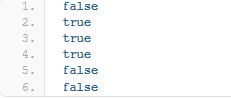 1. false
2. true
3. true
4. true
5. false
6. false